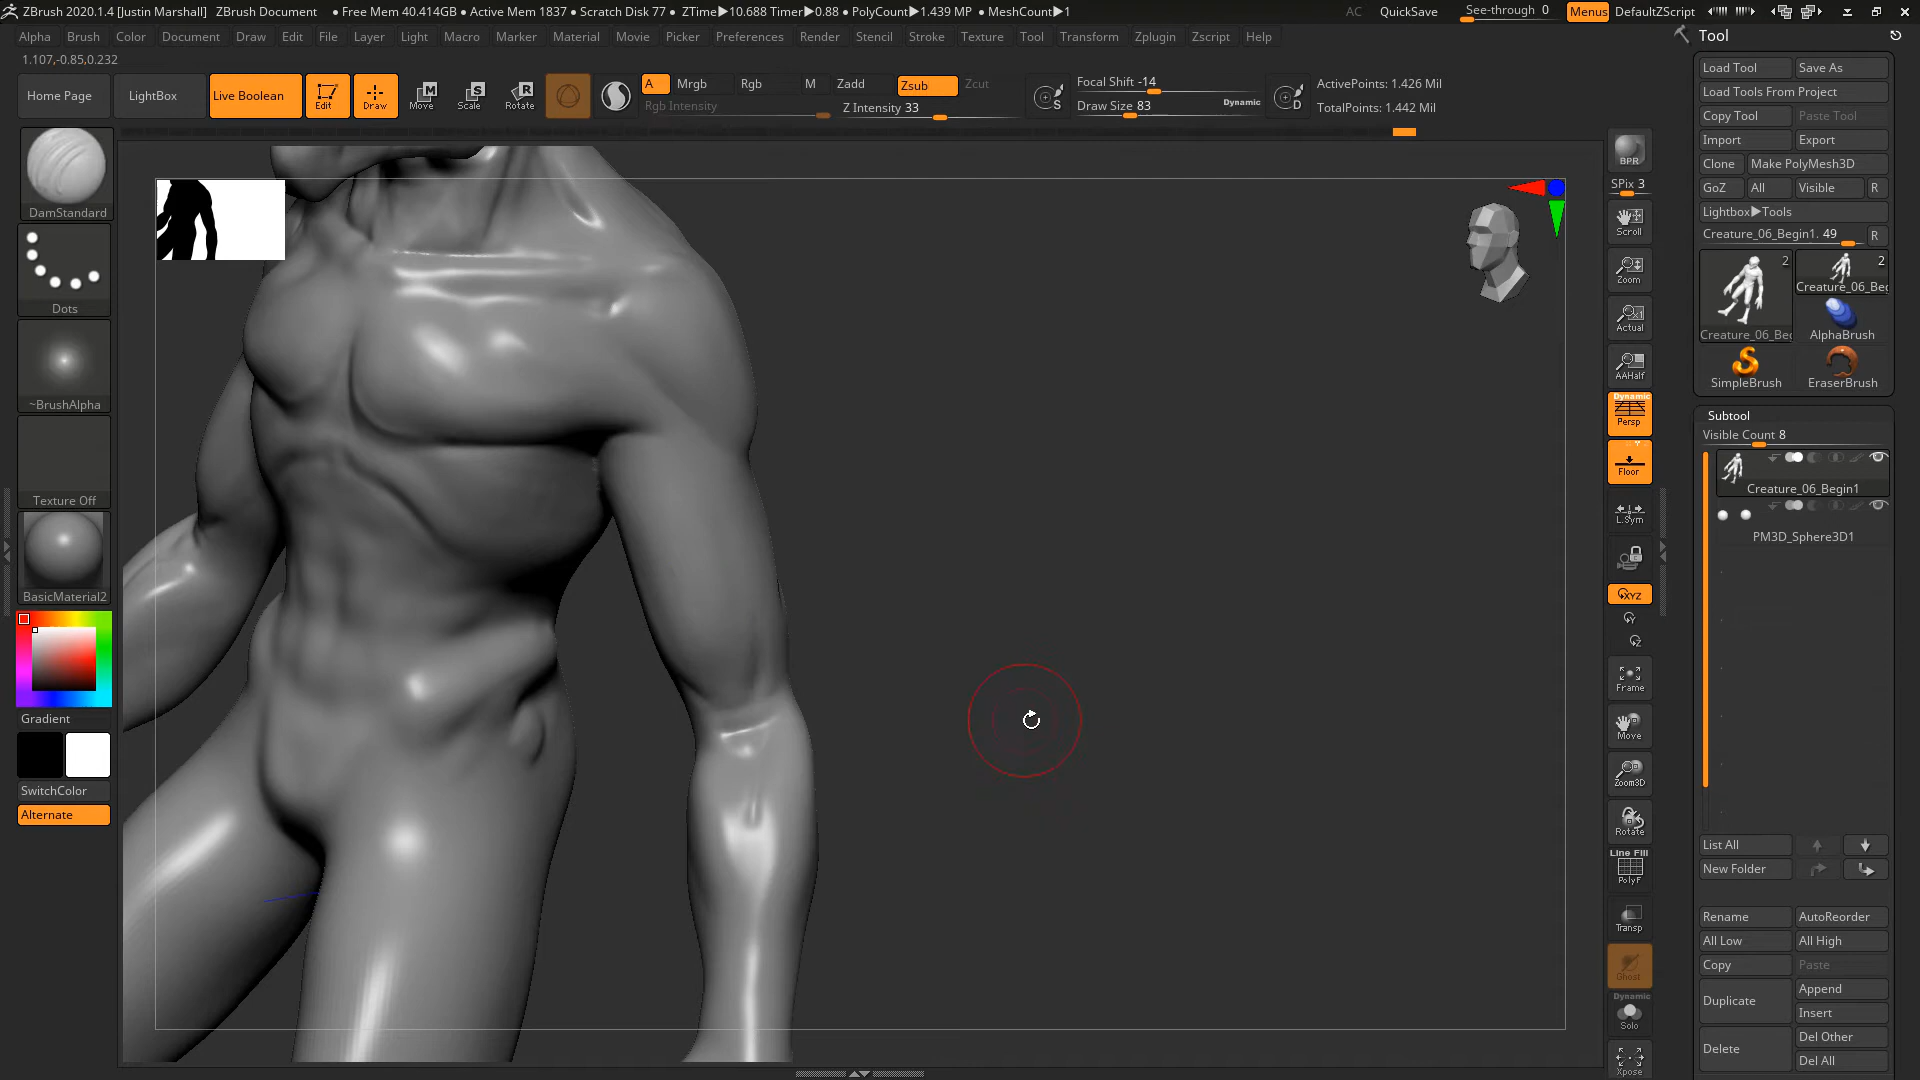 ZBrush 2020.1.4 [Justin Marshall] ZBrush Document ● Free Mem 40.414GB ● Active Mem 1837 ● Scratch Disk 77 ● ZTime▶10.688 Timer▶0.88 ● PolyCount▶1.439 MP ● MeshCount▶1 AC QuickSave See-through 0 Menus DefaultZScript
Alpha Brush Color Document Draw Edit File Layer Light Macro Marker Material Movie Picker Preferences Render Stencil Stroke Texture Tool Transform Zplugin Zscript Help
1.107,-0.85,0.232
Home Page LightBox Live Boolean Edit Draw Move Scale Rotate
A Mrgb Rgb M Zadd Zsub Zcut
Rgb Intensity Z Intensity 33
S Focal Shift -14
Draw Size 83 Dynamic
D ActivePoints: 1.426 Mil
TotalPoints: 1.442 Mil
DamStandard
Dots
~BrushAlpha
Texture Off
BasicMaterial2
Gradient
SwitchColor
Alternate
BPR
SPix 3
Scroll
Zoom
Actual
AAHalf
Dynamic
Persp
Floor
L.Sym
XYZ
Y
Z
Frame
Move
Zoom3D
Rotate
Line Fill
PolyF
Transp
Ghost
Dynamic
Solo
Xpose
Tool
Load Tool Save As
Load Tools From Project
Copy Tool Paste Tool
Import Export
Clone Make PolyMesh3D
GoZ All Visible R
Lightbox▶Tools
Creature_06_Begin1. 49 R
2 2
Creature_06_Beg
Creature_06_Beg AlphaBrush
SimpleBrush EraserBrush
Subtool
Visible Count 8
Creature_06_Begin1
PM3D_Sphere3D1
List All
New Folder
Rename AutoReorder
All Low All High
Copy Paste
Duplicate Append
Insert
Delete Del Other
Del All